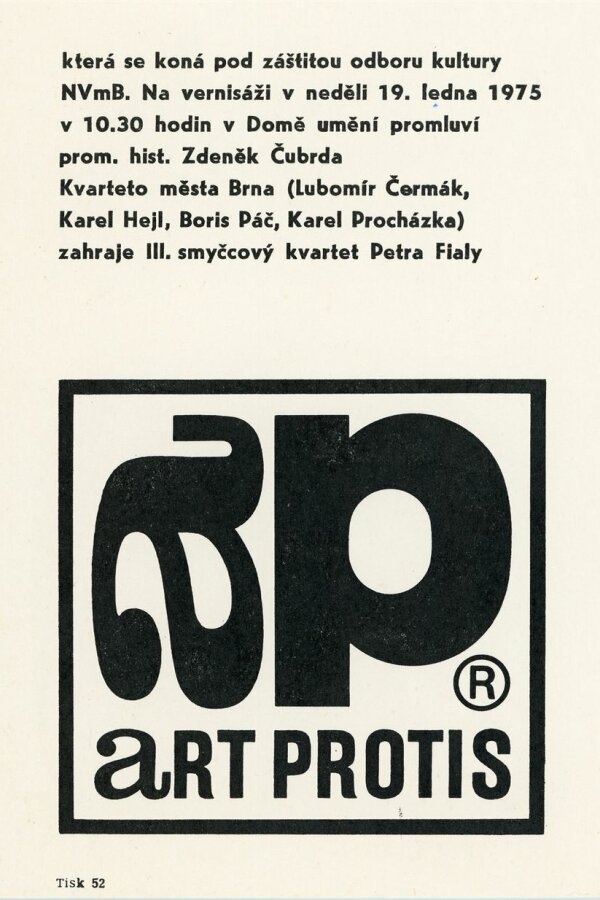 která se koná pod záštitou odboru kultury
NVmB. Na vernisáži v neděli 19. ledna 1975
v 10.30 hodin v Domě umění promluví
prom. hist. Zdeněk Čubrda
Kvarteto města Brna (Lubomír Čermák,
Karel Hejl, Boris Páč, Karel Procházka)
zahraje III. smyčcový kvartet Petra Fialy
ap
®
aRT PROTIS
Tisk 52